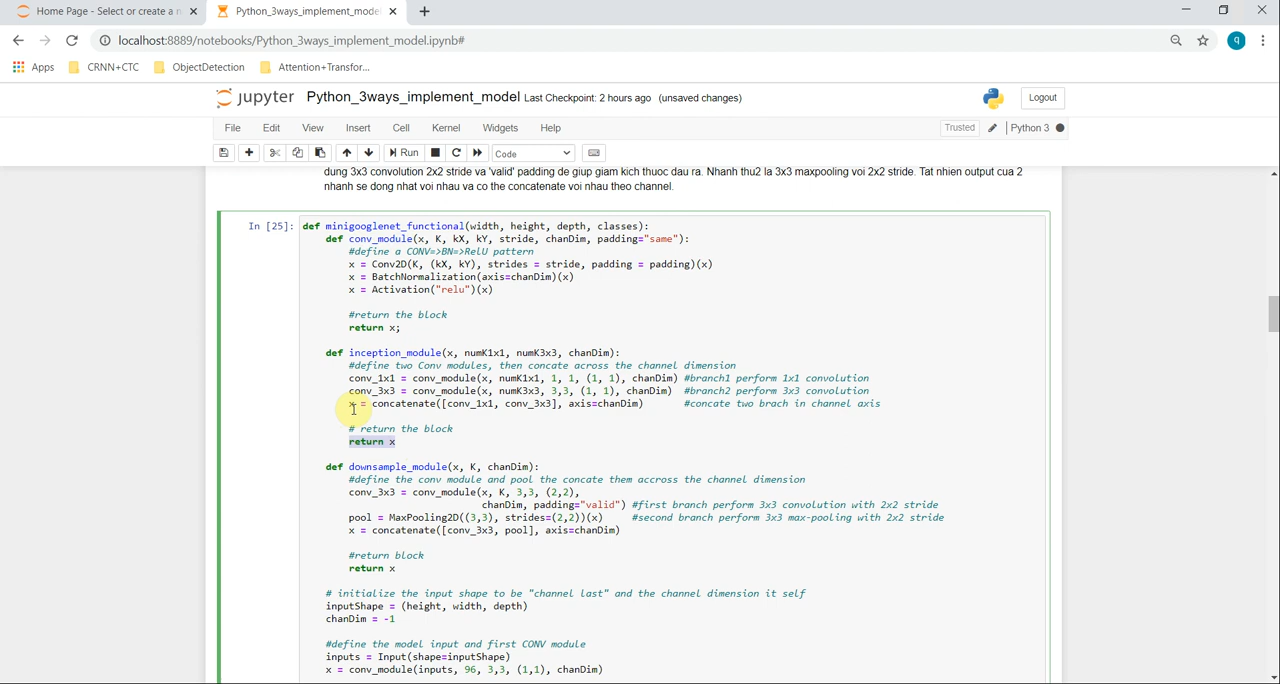 Home Page - Select or create a n
Python_3ways_implement_model
localhost:8889/notebooks/Python_3ways_implement_model.ipynb#
q
Apps CRNN+CTC ObjectDetection Attention+Transfor...
jupyter Python_3ways_implement_model Last Checkpoint: 2 hours ago (unsaved changes)
Logout
File Edit View Insert Cell Kernel Widgets Help
Trusted Python 3
Run Code
dung 3x3 convolution 2x2 stride va 'valid' padding de giup giam kich thuoc dau ra. Nhanh thu2 la 3x3 maxpooling voi 2x2 stride. Tat nhien output cua 2
nhanh se dong nhat voi nhau va co the concatenate voi nhau theo channel.
In [25]: def minigooglenet_functional(width, height, depth, classes):
def conv_module(x, K, kX, kY, stride, chanDim, padding="same"):
#define a CONV=>BN=>RelU pattern
x = Conv2D(K, (kX, kY), strides = stride, padding = padding)(x)
x = BatchNormalization(axis=chanDim)(x)
x = Activation("relu")(x)
#return the block
return x;
def inception_module(x, numK1x1, numK3x3, chanDim):
#define two Conv modules, then concate across the channel dimension
conv_1x1 = conv_module(x, numK1x1, 1, 1, (1, 1), chanDim) #branch1 perform 1x1 convolution
conv_3x3 = conv_module(x, numK3x3, 3,3, (1, 1), chanDim) #branch2 perform 3x3 convolution
x = concatenate([conv_1x1, conv_3x3], axis=chanDim) #concate two brach in channel axis
# return the block
return x
def downsample_module(x, K, chanDim):
#define the conv module and pool the concate them accross the channel dimension
conv_3x3 = conv_module(x, K, 3,3, (2,2),
chanDim, padding="valid") #first branch perform 3x3 convolution with 2x2 stride
pool = MaxPooling2D((3,3), strides=(2,2))(x) #second branch perform 3x3 max-pooling with 2x2 stride
x = concatenate([conv_3x3, pool], axis=chanDim)
#return block
return x
# initialize the input shape to be "channel last" and the channel dimension it self
inputShape = (height, width, depth)
chanDim = -1
#define the model input and first CONV module
inputs = Input(shape=inputShape)
x = conv_module(inputs, 96, 3,3, (1,1), chanDim)